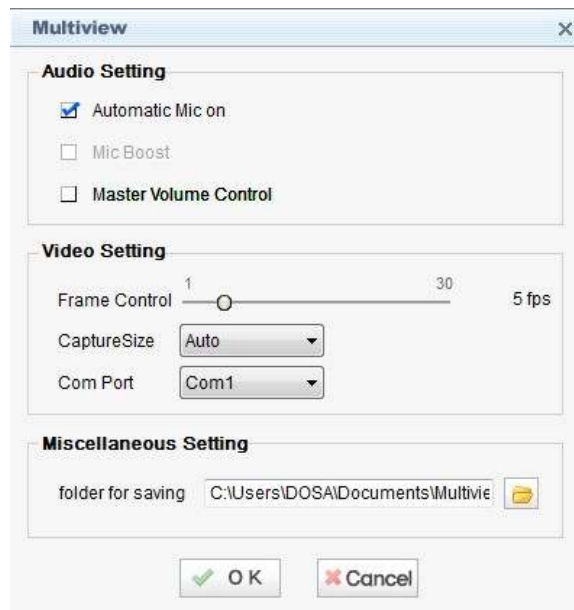 Multiview
Audio Setting
Automatic Mic on
Mic Boost
Master Volume Control
Video Setting
1 30
Frame Control 5 fps
CaptureSize Auto
Com Port Com1
Miscellaneous Setting
folder for saving C:\Users\DOSA\Documents\Multivie
OK Cancel